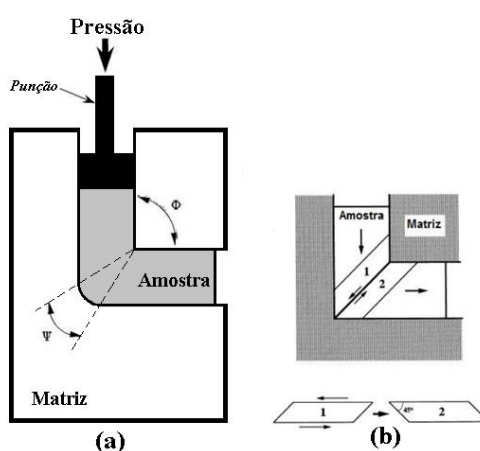 Pressão
Punção
Φ
Amostra
Ψ
Matriz
(a)
Amostra
Matriz
1
2
1
45°
2
(b)